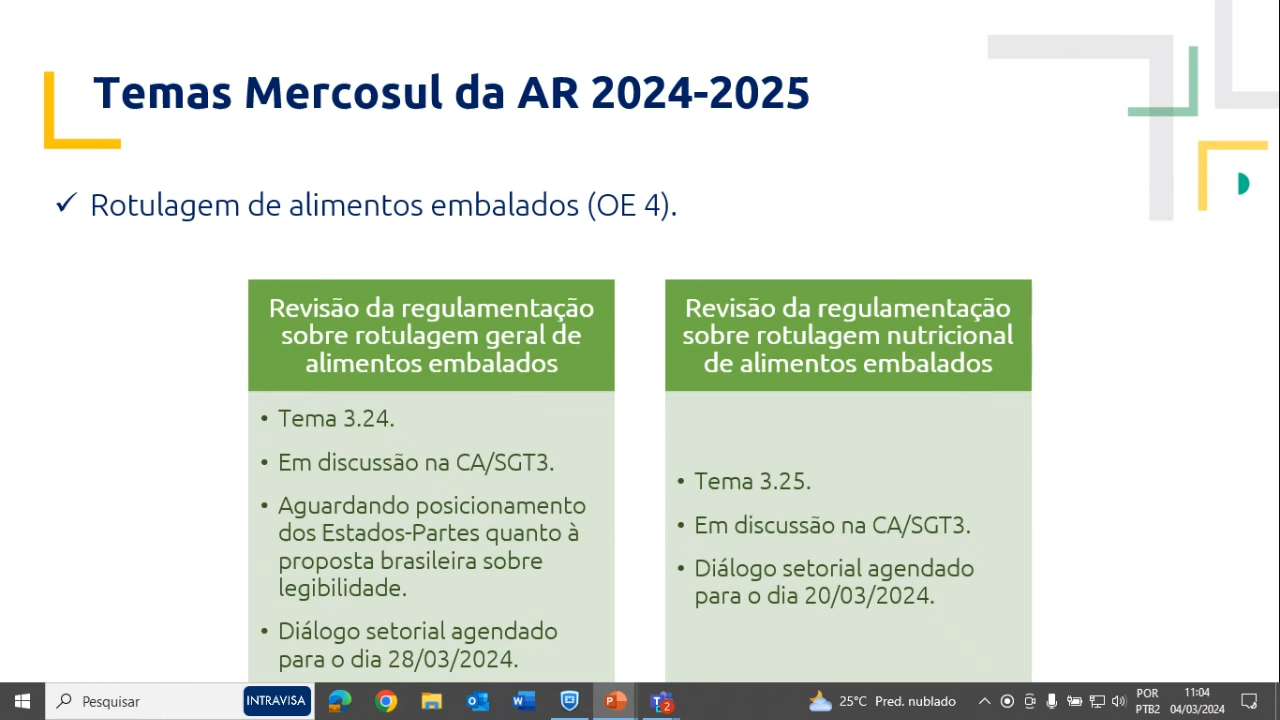 Temas Mercosul da AR 2024-2025
✓ Rotulagem de alimentos embalados (OE 4).
Revisão da regulamentação
sobre rotulagem geral de
alimentos embalados
• Tema 3.24.
• Em discussão na CA/SGT3.
• Aguardando posicionamento
dos Estados-Partes quanto à
proposta brasileira sobre
legibilidade.
• Diálogo setorial agendado
para o dia 28/03/2024.
Revisão da regulamentação
sobre rotulagem nutricional
de alimentos embalados
• Tema 3.25.
• Em discussão na CA/SGT3.
• Diálogo setorial agendado
para o dia 20/03/2024.
Pesquisar
INTRAVISA
2
25°C Pred. nublado
POR
PTB2
11:04
04/03/2024